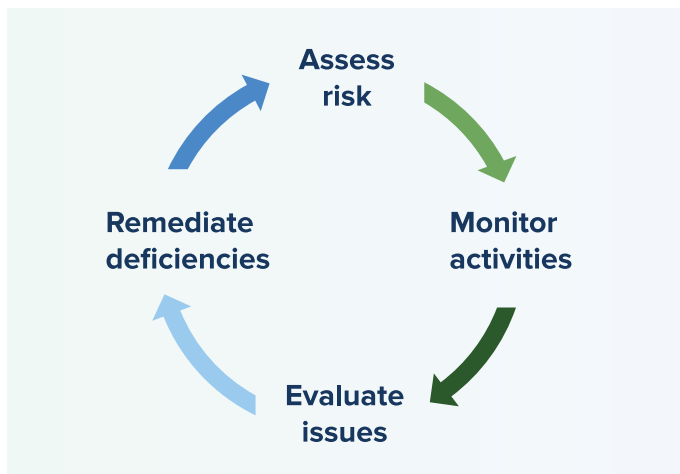 Assess
risk
Monitor
activities
Evaluate
issues
Remediate
deficiencies